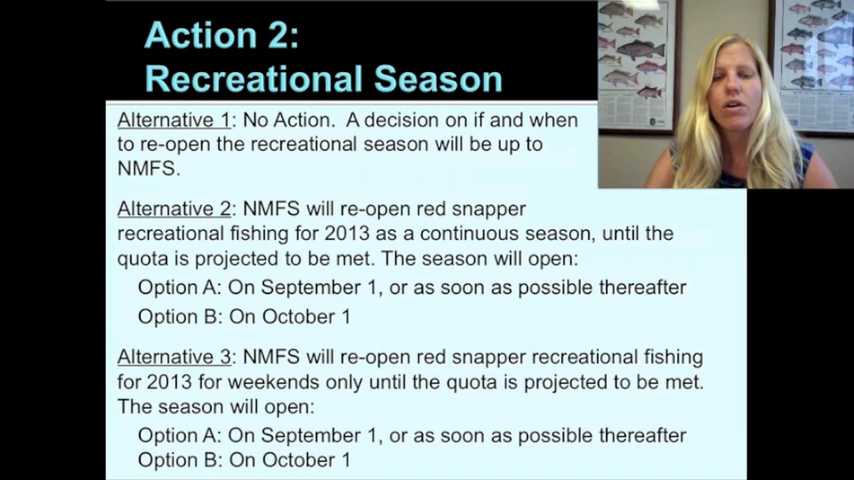 Action 2:
Recreational Season
Alternative 1: No Action. A decision on if and when
to re-open the recreational season will be up to
NMFS.
Alternative 2: NMFS will re-open red snapper
recreational fishing for 2013 as a continuous season, until the
quota is projected to be met. The season will open:
Option A: On September 1, or as soon as possible thereafter
Option B: On October 1
Alternative 3: NMFS will re-open red snapper recreational fishing
for 2013 for weekends only until the quota is projected to be met.
The season will open:
Option A: On September 1, or as soon as possible thereafter
Option B: On October 1